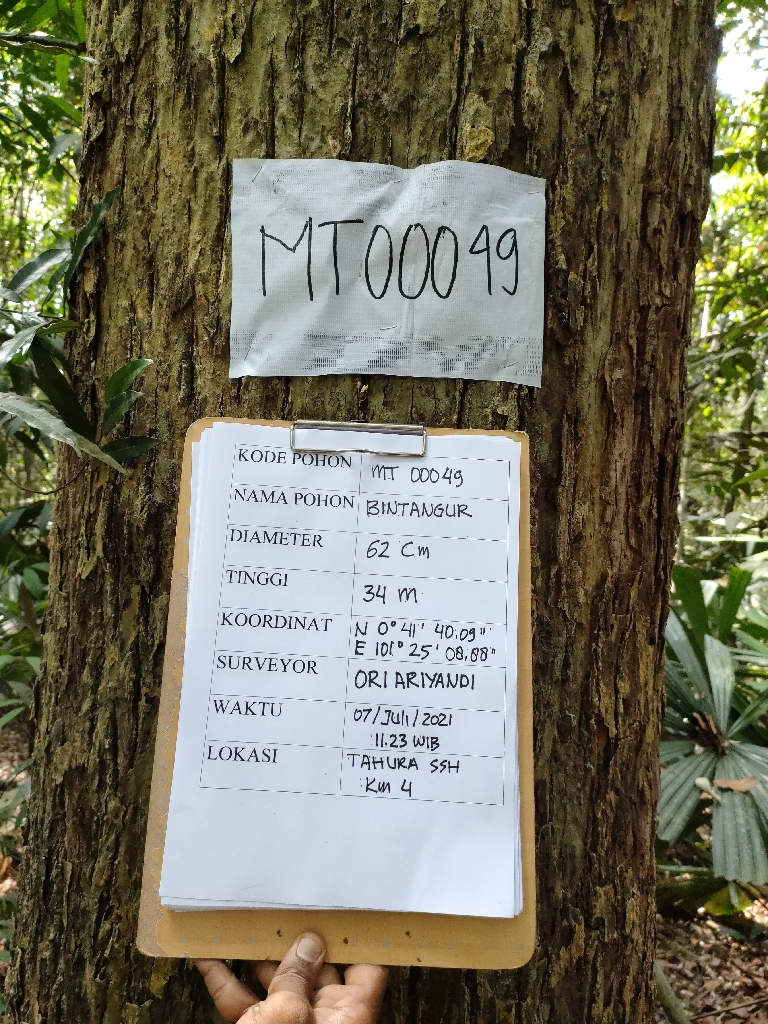 MT00049
KODE POHON MT 00049
NAMA POHON BINTANGUR
DIAMETER 62 Cm
TINGGI 34 m
KOORDINAT N 0° 41' 40.09"
E 101° 25' 08.88"
SURVEYOR ORI ARIYANDI
WAKTU 07/Juli/2021
11.23 WIB
LOKASI TAHURA SSH
Km 4